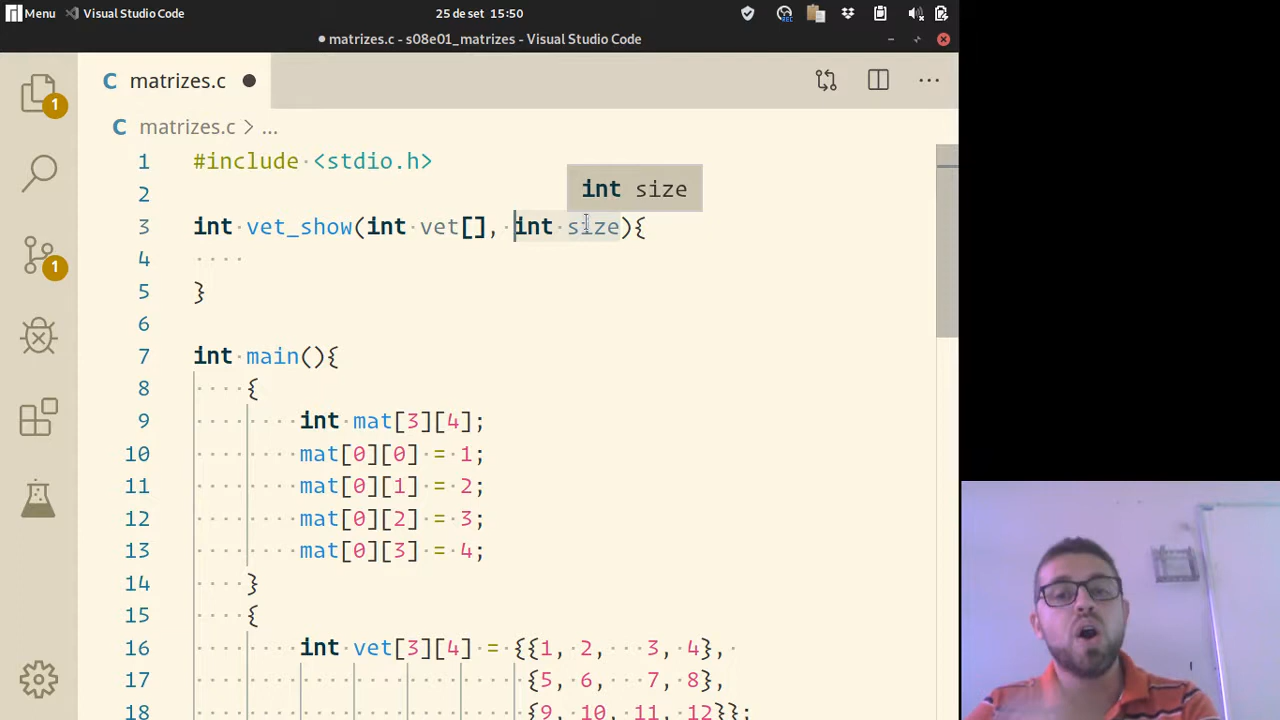 Menu Visual Studio Code 25 de set 15:50
REC
● matrizes.c - s08e01_matrizes - Visual Studio Code
C matrizes.c ●
C matrizes.c > ...
1
1
1 #include <stdio.h>
2
int size
3 int vet_show(int vet[], int size){
4
5 }
6
7 int main(){
8 {
9 int mat[3][4];
10 mat[0][0] = 1;
11 mat[0][1] = 2;
12 mat[0][2] = 3;
13 mat[0][3] = 4;
14 }
15 {
16 int vet[3][4] = {{1, 2, 3, 4},
17 {5, 6, 7, 8},
18 {9, 10, 11, 12}};